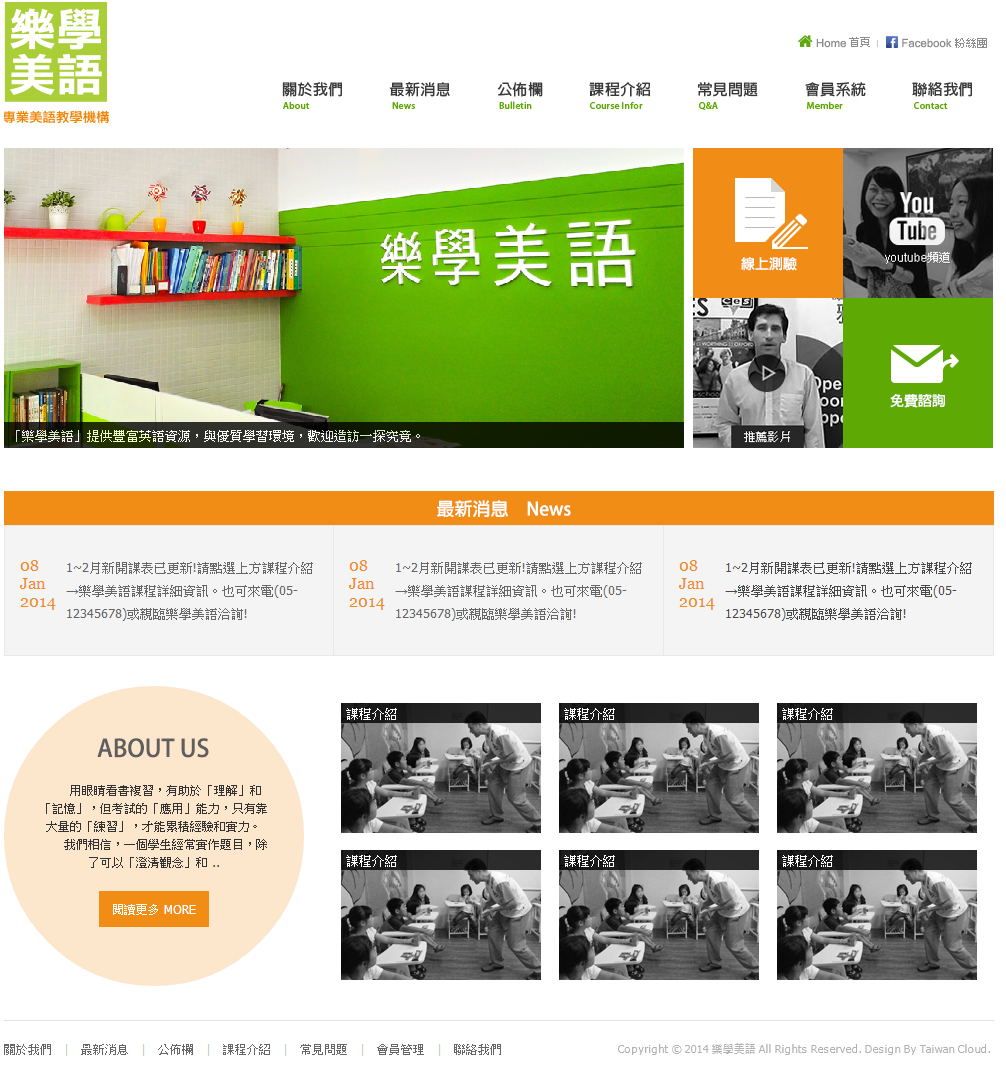 樂學
美語
專業美語教學機構
Home 首頁 | Facebook 粉絲團
關於我們 最新消息 公佈欄 課程介紹 常見問題 會員系統 聯絡我們
About News Bulletin Course Infor Q&A Member Contact
樂學美語
「樂學美語」提供豐富英語資源，與優質學習環境，歡迎造訪一探究竟。
線上測驗
You
Tube
youtube頻道
推薦影片
免費諮詢
最新消息 News
08
Jan
2014
1~2月新開課表已更新!請點選上方課程介紹
→樂學美語課程詳細資訊。也可來電(05-
12345678)或親臨樂學美語洽詢!
08
Jan
2014
1~2月新開課表已更新!請點選上方課程介紹
→樂學美語課程詳細資訊。也可來電(05-
12345678)或親臨樂學美語洽詢!
08
Jan
2014
1~2月新開課表已更新!請點選上方課程介紹
→樂學美語課程詳細資訊。也可來電(05-
12345678)或親臨樂學美語洽詢!
ABOUT US
用眼睛看書複習，有助於「理解」和
「記憶」，但考試的「應用」能力，只有靠
大量的「練習」，才能累積經驗和實力。
我們相信，一個學生經常實作題目，除
了可以「澄清觀念」和 ..
閱讀更多 MORE
課程介紹
課程介紹
課程介紹
課程介紹
課程介紹
課程介紹
關於我們 | 最新消息 | 公佈欄 | 課程介紹 | 常見問題 | 會員管理 | 聯絡我們
Copyright © 2014 樂學美語 All Rights Reserved. Design By Taiwan Cloud.